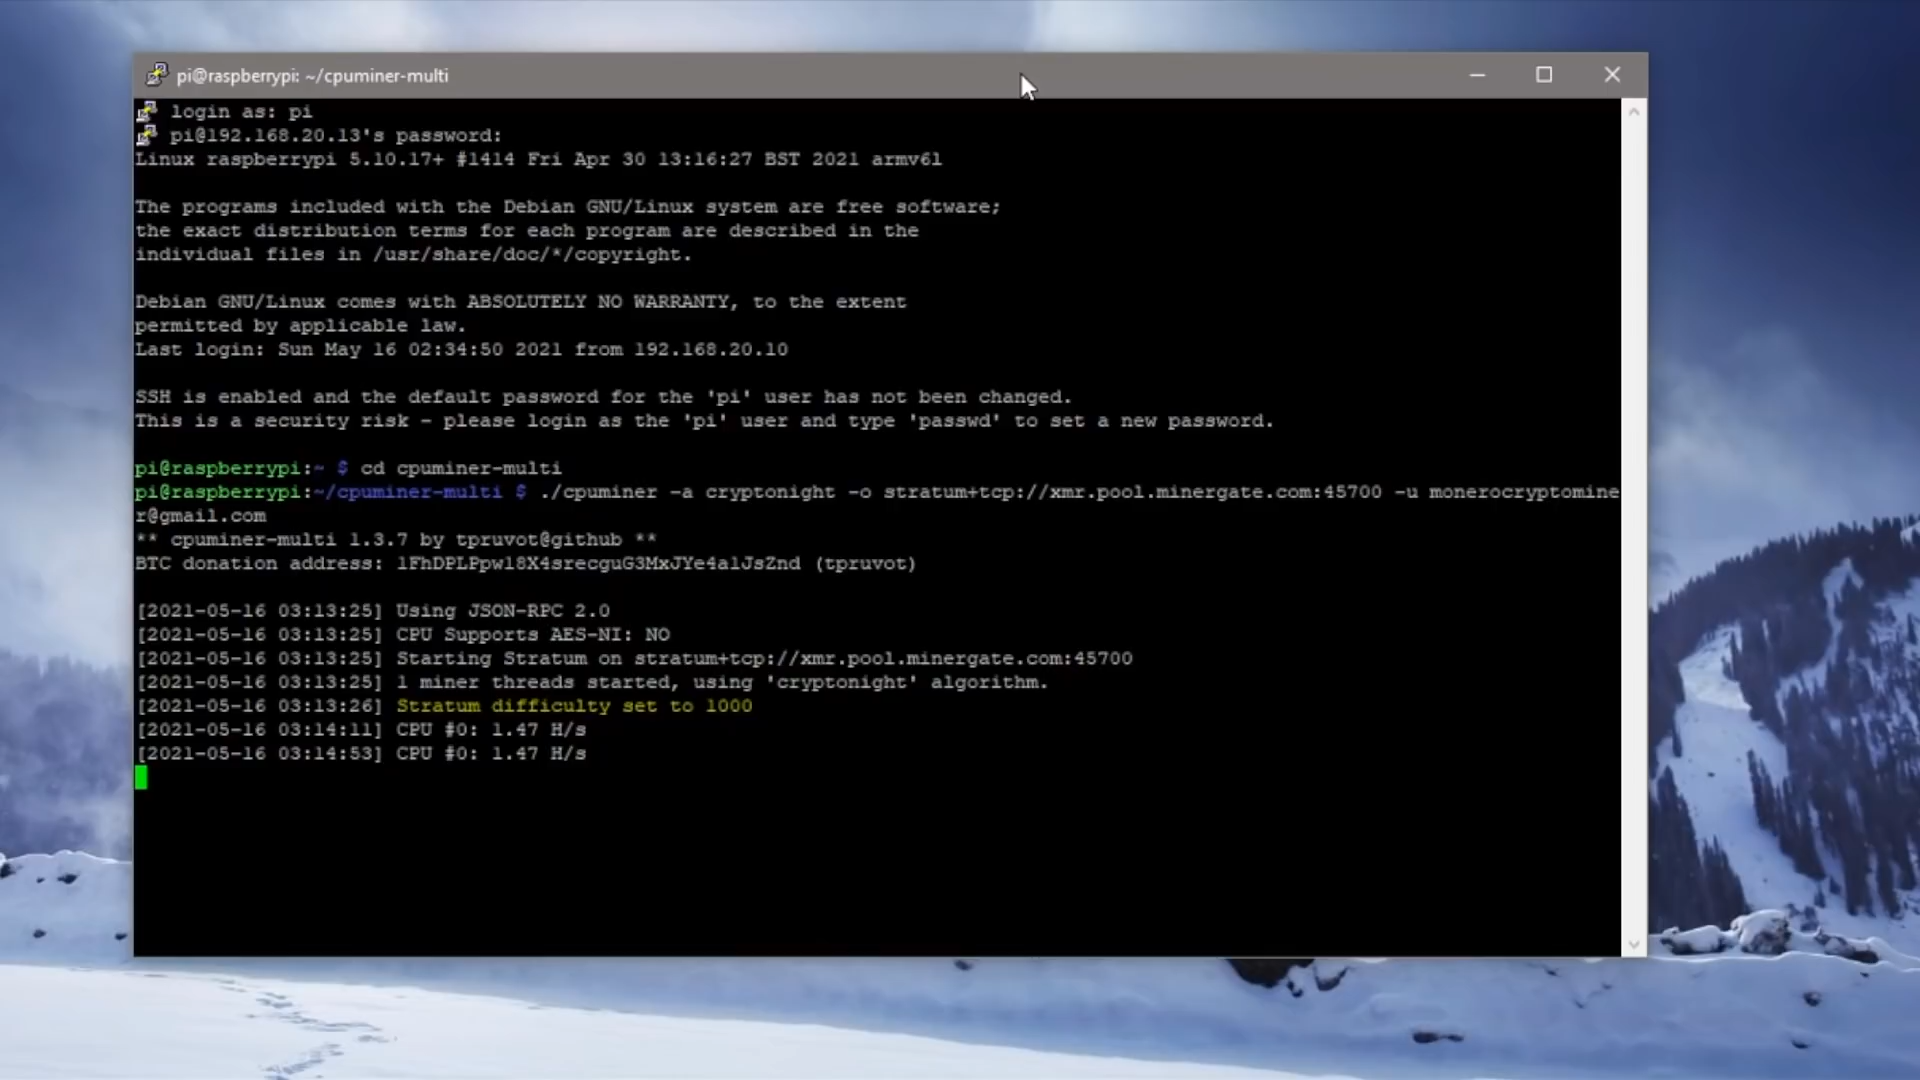 pi@raspberrypi: ~/cpuminer-multi
login as: pi
pi@192.168.20.13's password:
Linux raspberrypi 5.10.17+ #1414 Fri Apr 30 13:16:27 BST 2021 armv6l
The programs included with the Debian GNU/Linux system are free software;
the exact distribution terms for each program are described in the
individual files in /usr/share/doc/*/copyright.
Debian GNU/Linux comes with ABSOLUTELY NO WARRANTY, to the extent
permitted by applicable law.
Last login: Sun May 16 02:34:50 2021 from 192.168.20.10
SSH is enabled and the default password for the 'pi' user has not been changed.
This is a security risk - please login as the 'pi' user and type 'passwd' to set a new password.
pi@raspberrypi:~ $ cd cpuminer-multi
pi@raspberrypi:~/cpuminer-multi $ ./cpuminer -a cryptonight -o stratum+tcp://xmr.pool.minergate.com:45700 -u monerocryptomine
r@gmail.com
** cpuminer-multi 1.3.7 by tpruvot@github **
BTC donation address: 1FhDPLPpw18X4srecguG3MxJYe4a1JsZnd (tpruvot)
[2021-05-16 03:13:25] Using JSON-RPC 2.0
[2021-05-16 03:13:25] CPU Supports AES-NI: NO
[2021-05-16 03:13:25] Starting Stratum on stratum+tcp://xmr.pool.minergate.com:45700
[2021-05-16 03:13:25] 1 miner threads started, using 'cryptonight' algorithm.
[2021-05-16 03:13:26] Stratum difficulty set to 1000
[2021-05-16 03:14:11] CPU #0: 1.47 H/s
[2021-05-16 03:14:53] CPU #0: 1.47 H/s